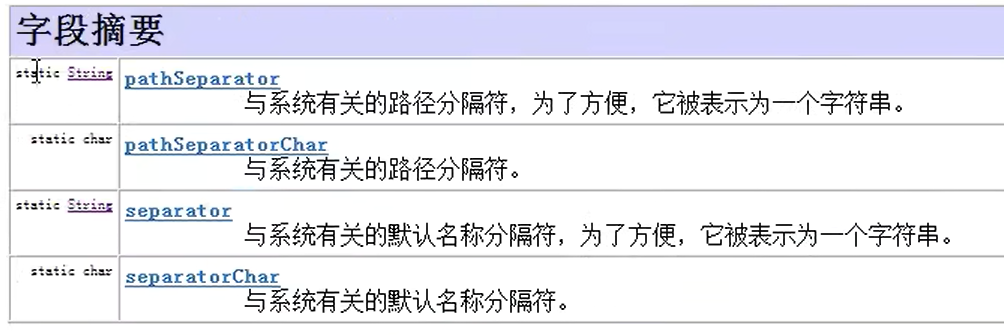 字段摘要
static String
pathSeparator
与系统有关的路径分隔符，为了方便，它被表示为一个字符串。
static char
pathSeparatorChar
与系统有关的路径分隔符。
static String
separator
与系统有关的默认名称分隔符，为了方便，它被表示为一个字符串。
static char
separatorChar
与系统有关的默认名称分隔符。